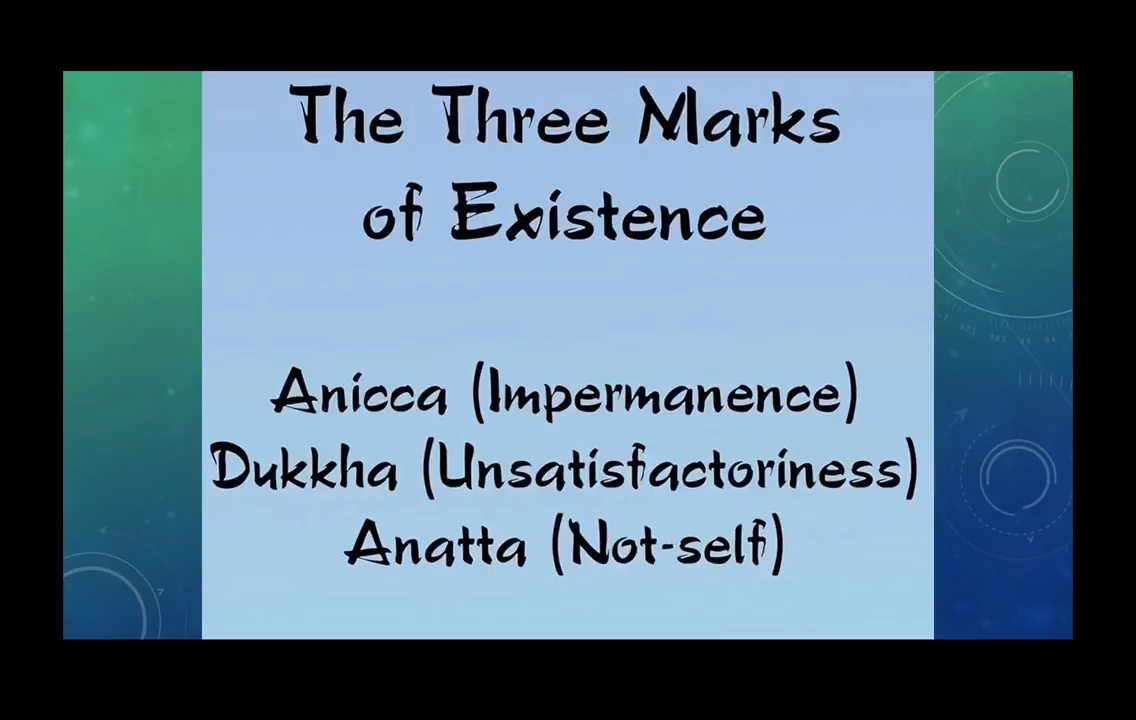 The Three Marks
of Existence
Anicca (Impermanence)
Dukkha (Unsatisfactoriness)
Anatta (Not-self)